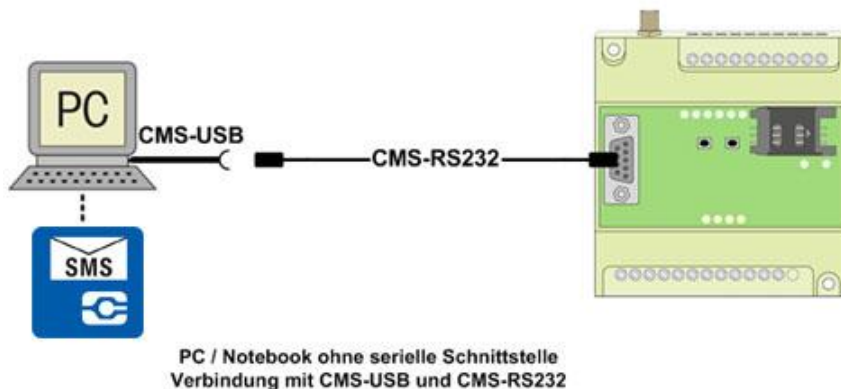 PC
CMS-USB
CMS-RS232
SMS
PC / Notebook ohne serielle Schnittstelle
Verbindung mit CMS-USB und CMS-RS232